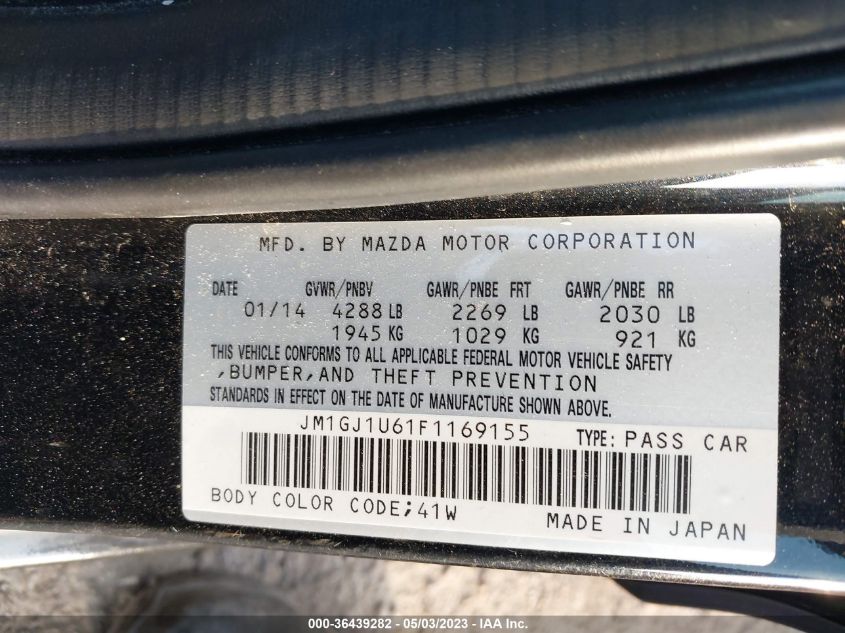 MFD. BY MAZDA MOTOR CORPORATION
DATE GVWR/PNBV GAWR/PNBE FRT GAWR/PNBE RR
01/14 4288 LB 2269 LB 2030 LB
1945 KG 1029 KG 921 KG
THIS VEHICLE CONFORMS TO ALL APPLICABLE FEDERAL MOTOR VEHICLE SAFETY
,BUMPER,AND THEFT PREVENTION
STANDARDS IN EFFECT ON THE DATE OF MANUFACTURE SHOWN ABOVE.
JM1GJ1U61F1169155 TYPE: PASS CAR
BODY COLOR CODE;41W
MADE IN JAPAN
000-36439282 - 05/03/2023 - IAA Inc.